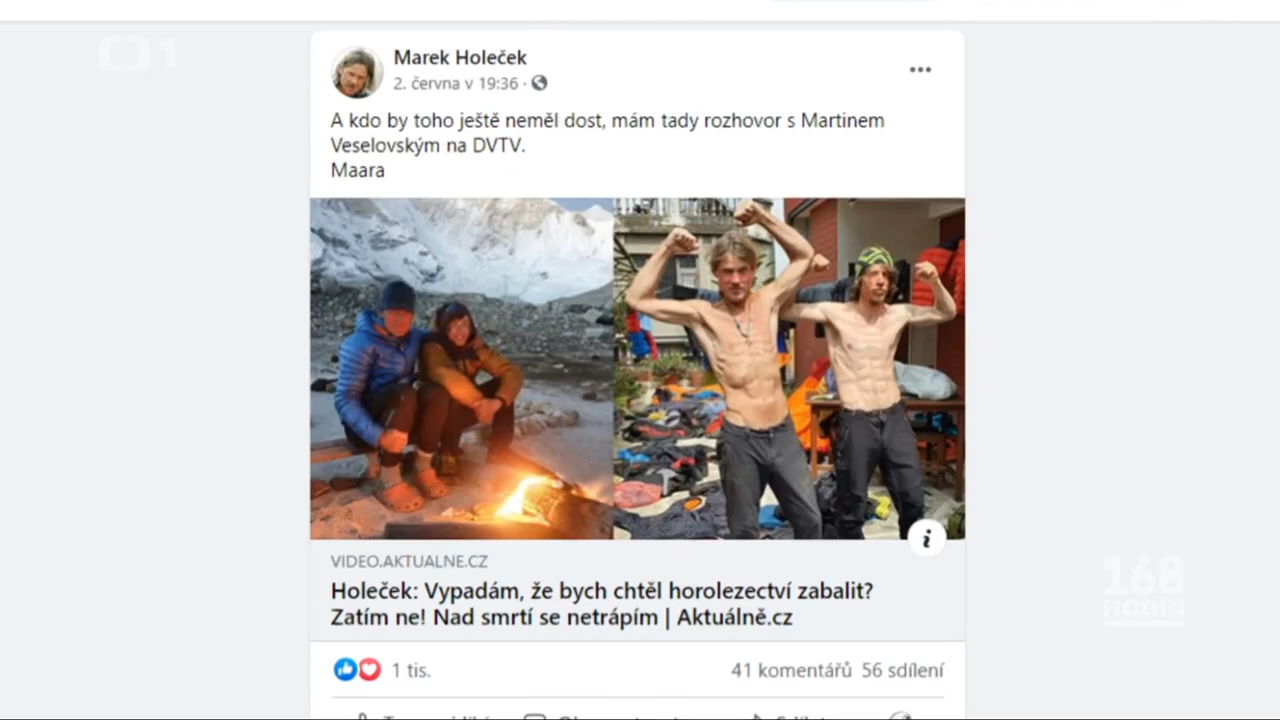 1
Marek Holeček
2. června v 19:36 ·
A kdo by toho ještě neměl dost, mám tady rozhovor s Martinem
Veselovským na DVTV.
Maara
i
VIDEO.AKTUALNE.CZ
Holeček: Vypadám, že bych chtěl horolezectví zabalit?
Zatím ne! Nad smrtí se netrápím | Aktuálně.cz
168
HODIN
1 tis.
41 komentářů 56 sdílení